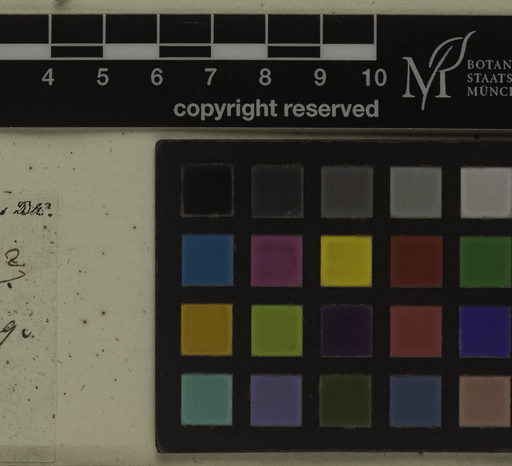 4 5 6 7 8 9 10
copyright reserved
M
BOTAN
STAATS
MÜNCH